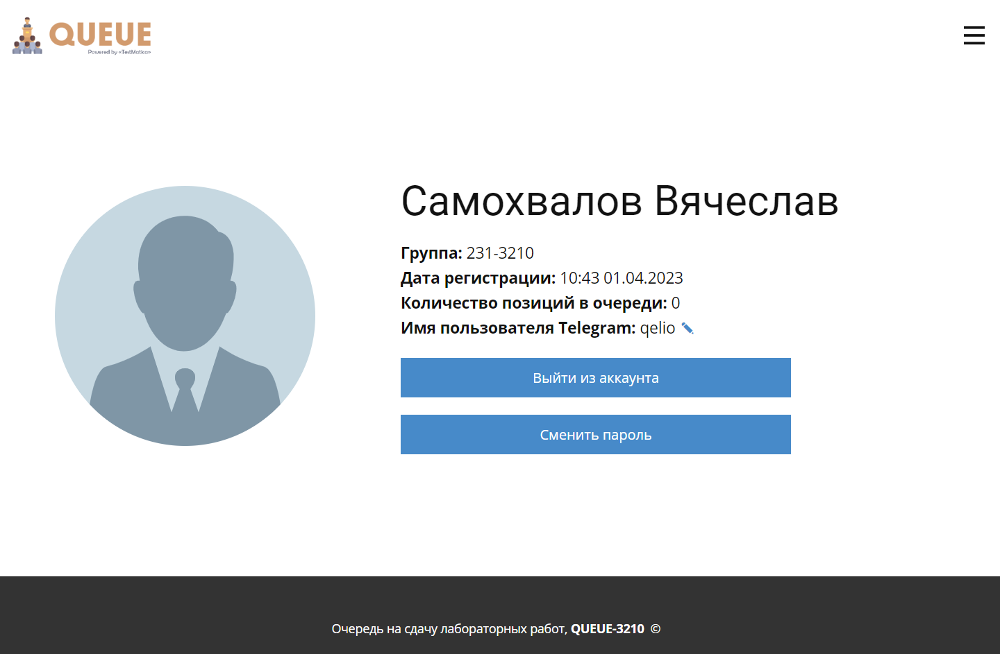 QUEUE
Powered by «TestMatica»
Самохвалов Вячеслав
Группа: 231-3210
Дата регистрации: 10:43 01.04.2023
Количество позиций в очереди: 0
Имя пользователя Telegram: qelio
Выйти из аккаунта
Сменить пароль
Очередь на сдачу лабораторных работ, QUEUE-3210 ©